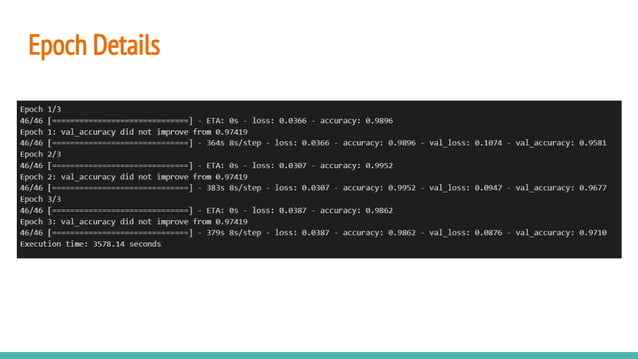 Epoch Details
Epoch 1/3
46/46 [==============================] - ETA: 0s - loss: 0.0366 - accuracy: 0.9896
Epoch 1: val_accuracy did not improve from 0.97419
46/46 [==============================] - 364s 8s/step - loss: 0.0366 - accuracy: 0.9896 - val_loss: 0.1074 - val_accuracy: 0.9581
Epoch 2/3
46/46 [==============================] - ETA: 0s - loss: 0.0307 - accuracy: 0.9952
Epoch 2: val_accuracy did not improve from 0.97419
46/46 [==============================] - 383s 8s/step - loss: 0.0307 - accuracy: 0.9952 - val_loss: 0.0947 - val_accuracy: 0.9677
Epoch 3/3
46/46 [==============================] - ETA: 0s - loss: 0.0387 - accuracy: 0.9862
Epoch 3: val_accuracy did not improve from 0.97419
46/46 [==============================] - 379s 8s/step - loss: 0.0387 - accuracy: 0.9862 - val_loss: 0.0876 - val_accuracy: 0.9710
Execution time: 3578.14 seconds